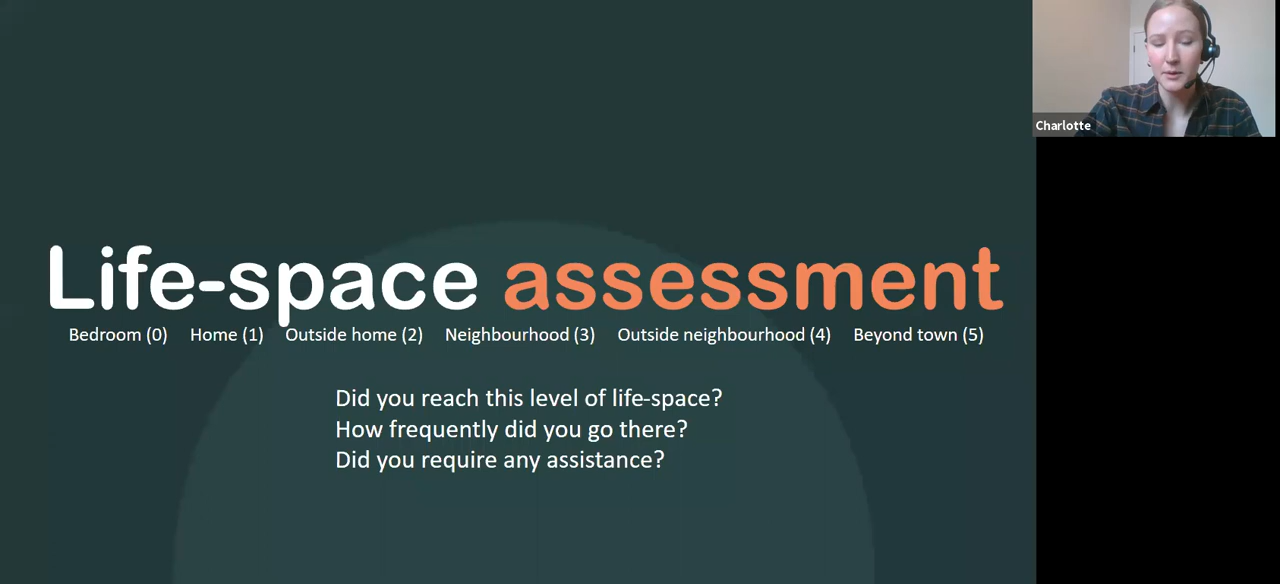 Life-space assessment
Bedroom (0) Home (1) Outside home (2) Neighbourhood (3) Outside neighbourhood (4) Beyond town (5)
Did you reach this level of life-space?
How frequently did you go there?
Did you require any assistance?
Charlotte